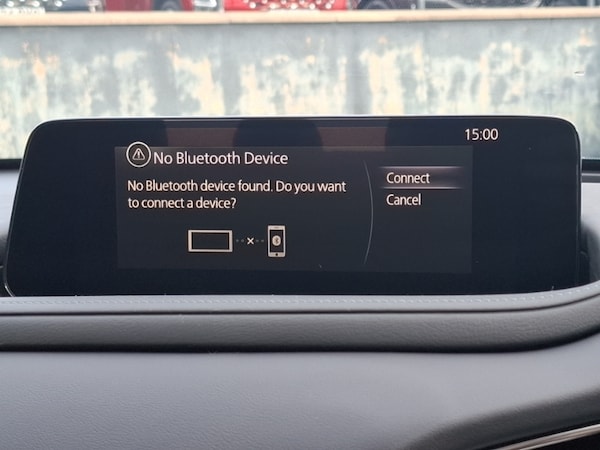 15:00
No Bluetooth Device
No Bluetooth device found. Do you want
to connect a device?
Connect
Cancel